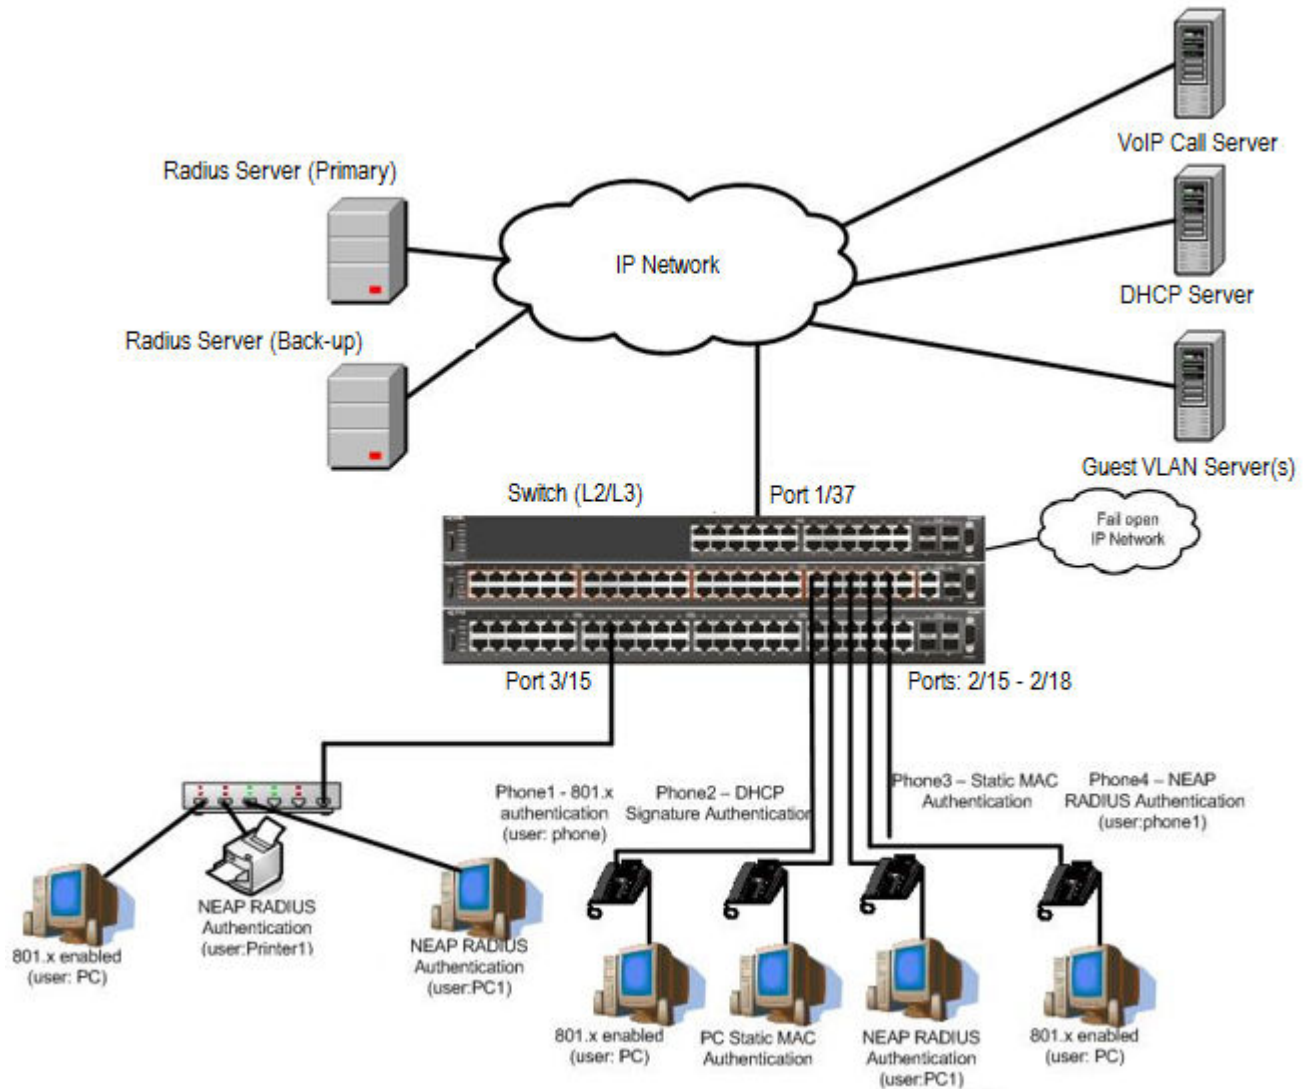 VoIP Call Server
Radius Server (Primary)
IP Network
DHCP Server
Radius Server (Back-up)
Guest VLAN Server(s)
Switch (L2/L3)
Port 1/37
Fail open
IP Network
Port 3/15
Ports: 2/15 - 2/18
Phone1 - 801.x
authentication
(user: phone)
Phone2 – DHCP
Signature Authentication
Phone3 – Static MAC
Authentication
Phone4 – NEAP
RADIUS Authentication
(user:phone1)
801.x enabled
(user: PC)
NEAP RADIUS
Authentication
(user:Printer1)
NEAP RADIUS
Authentication
(user:PC1)
801.x enabled
(user: PC)
PC Static MAC
Authentication
NEAP RADIUS
Authentication
(user:PC1)
801.x enabled
(user: PC)